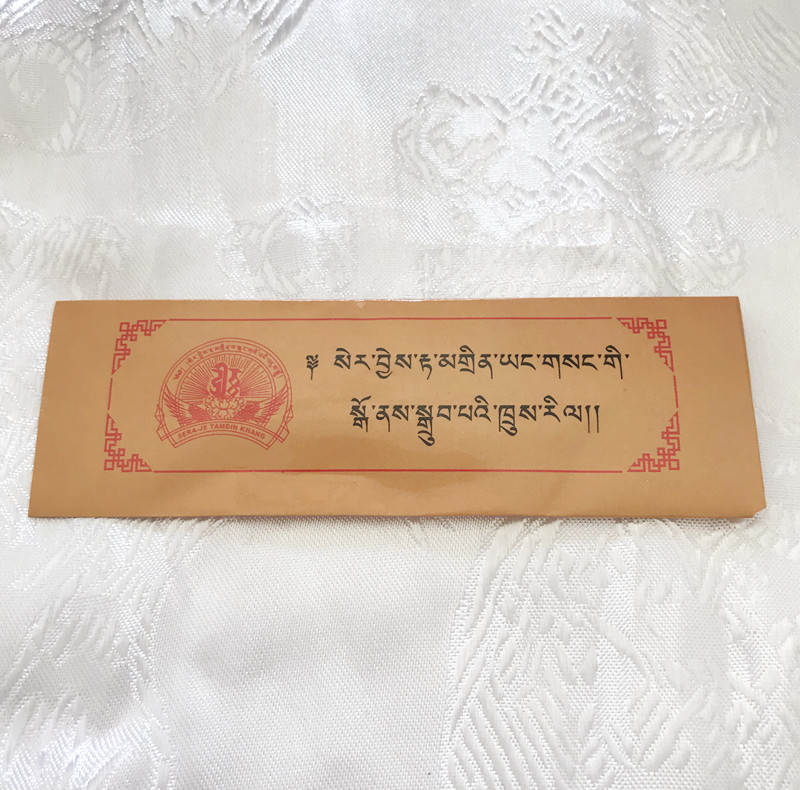 ༈ སེར་བྱེས་རྟ་མགྲིན་ཡང་གསང་གི་
སྒོ་ནས་སྒྲུབ་པའི་ཁྲུས་རིལ།།
SERA-JE TAMDIN KHANG